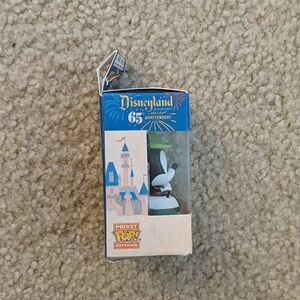 Disneyland
65
ANNIVERSARY
POCKET
POP!
KEYCHAIN